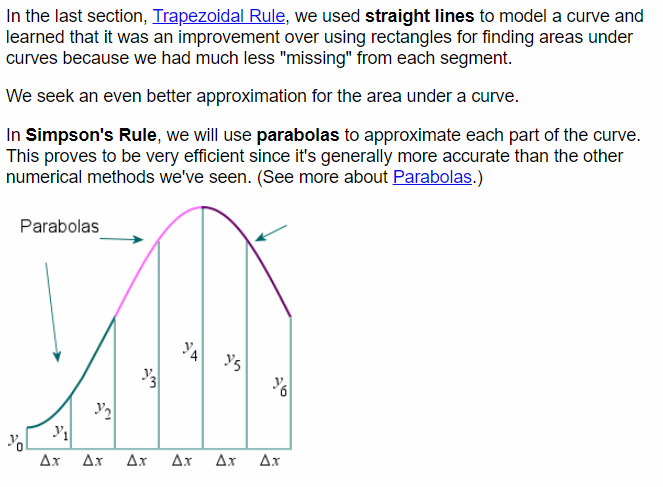 In the last section, Trapezoidal Rule, we used straight lines to model a curve and
learned that it was an improvement over using rectangles for finding areas under
curves because we had much less "missing" from each segment.
We seek an even better approximation for the area under a curve.
In Simpson's Rule, we will use parabolas to approximate each part of the curve.
This proves to be very efficient since it's generally more accurate than the other
numerical methods we've seen. (See more about Parabolas.)
Parabolas
y₀ y₁ y₂ y₃ y₄ y₅ y₆
Δx Δx Δx Δx Δx Δx